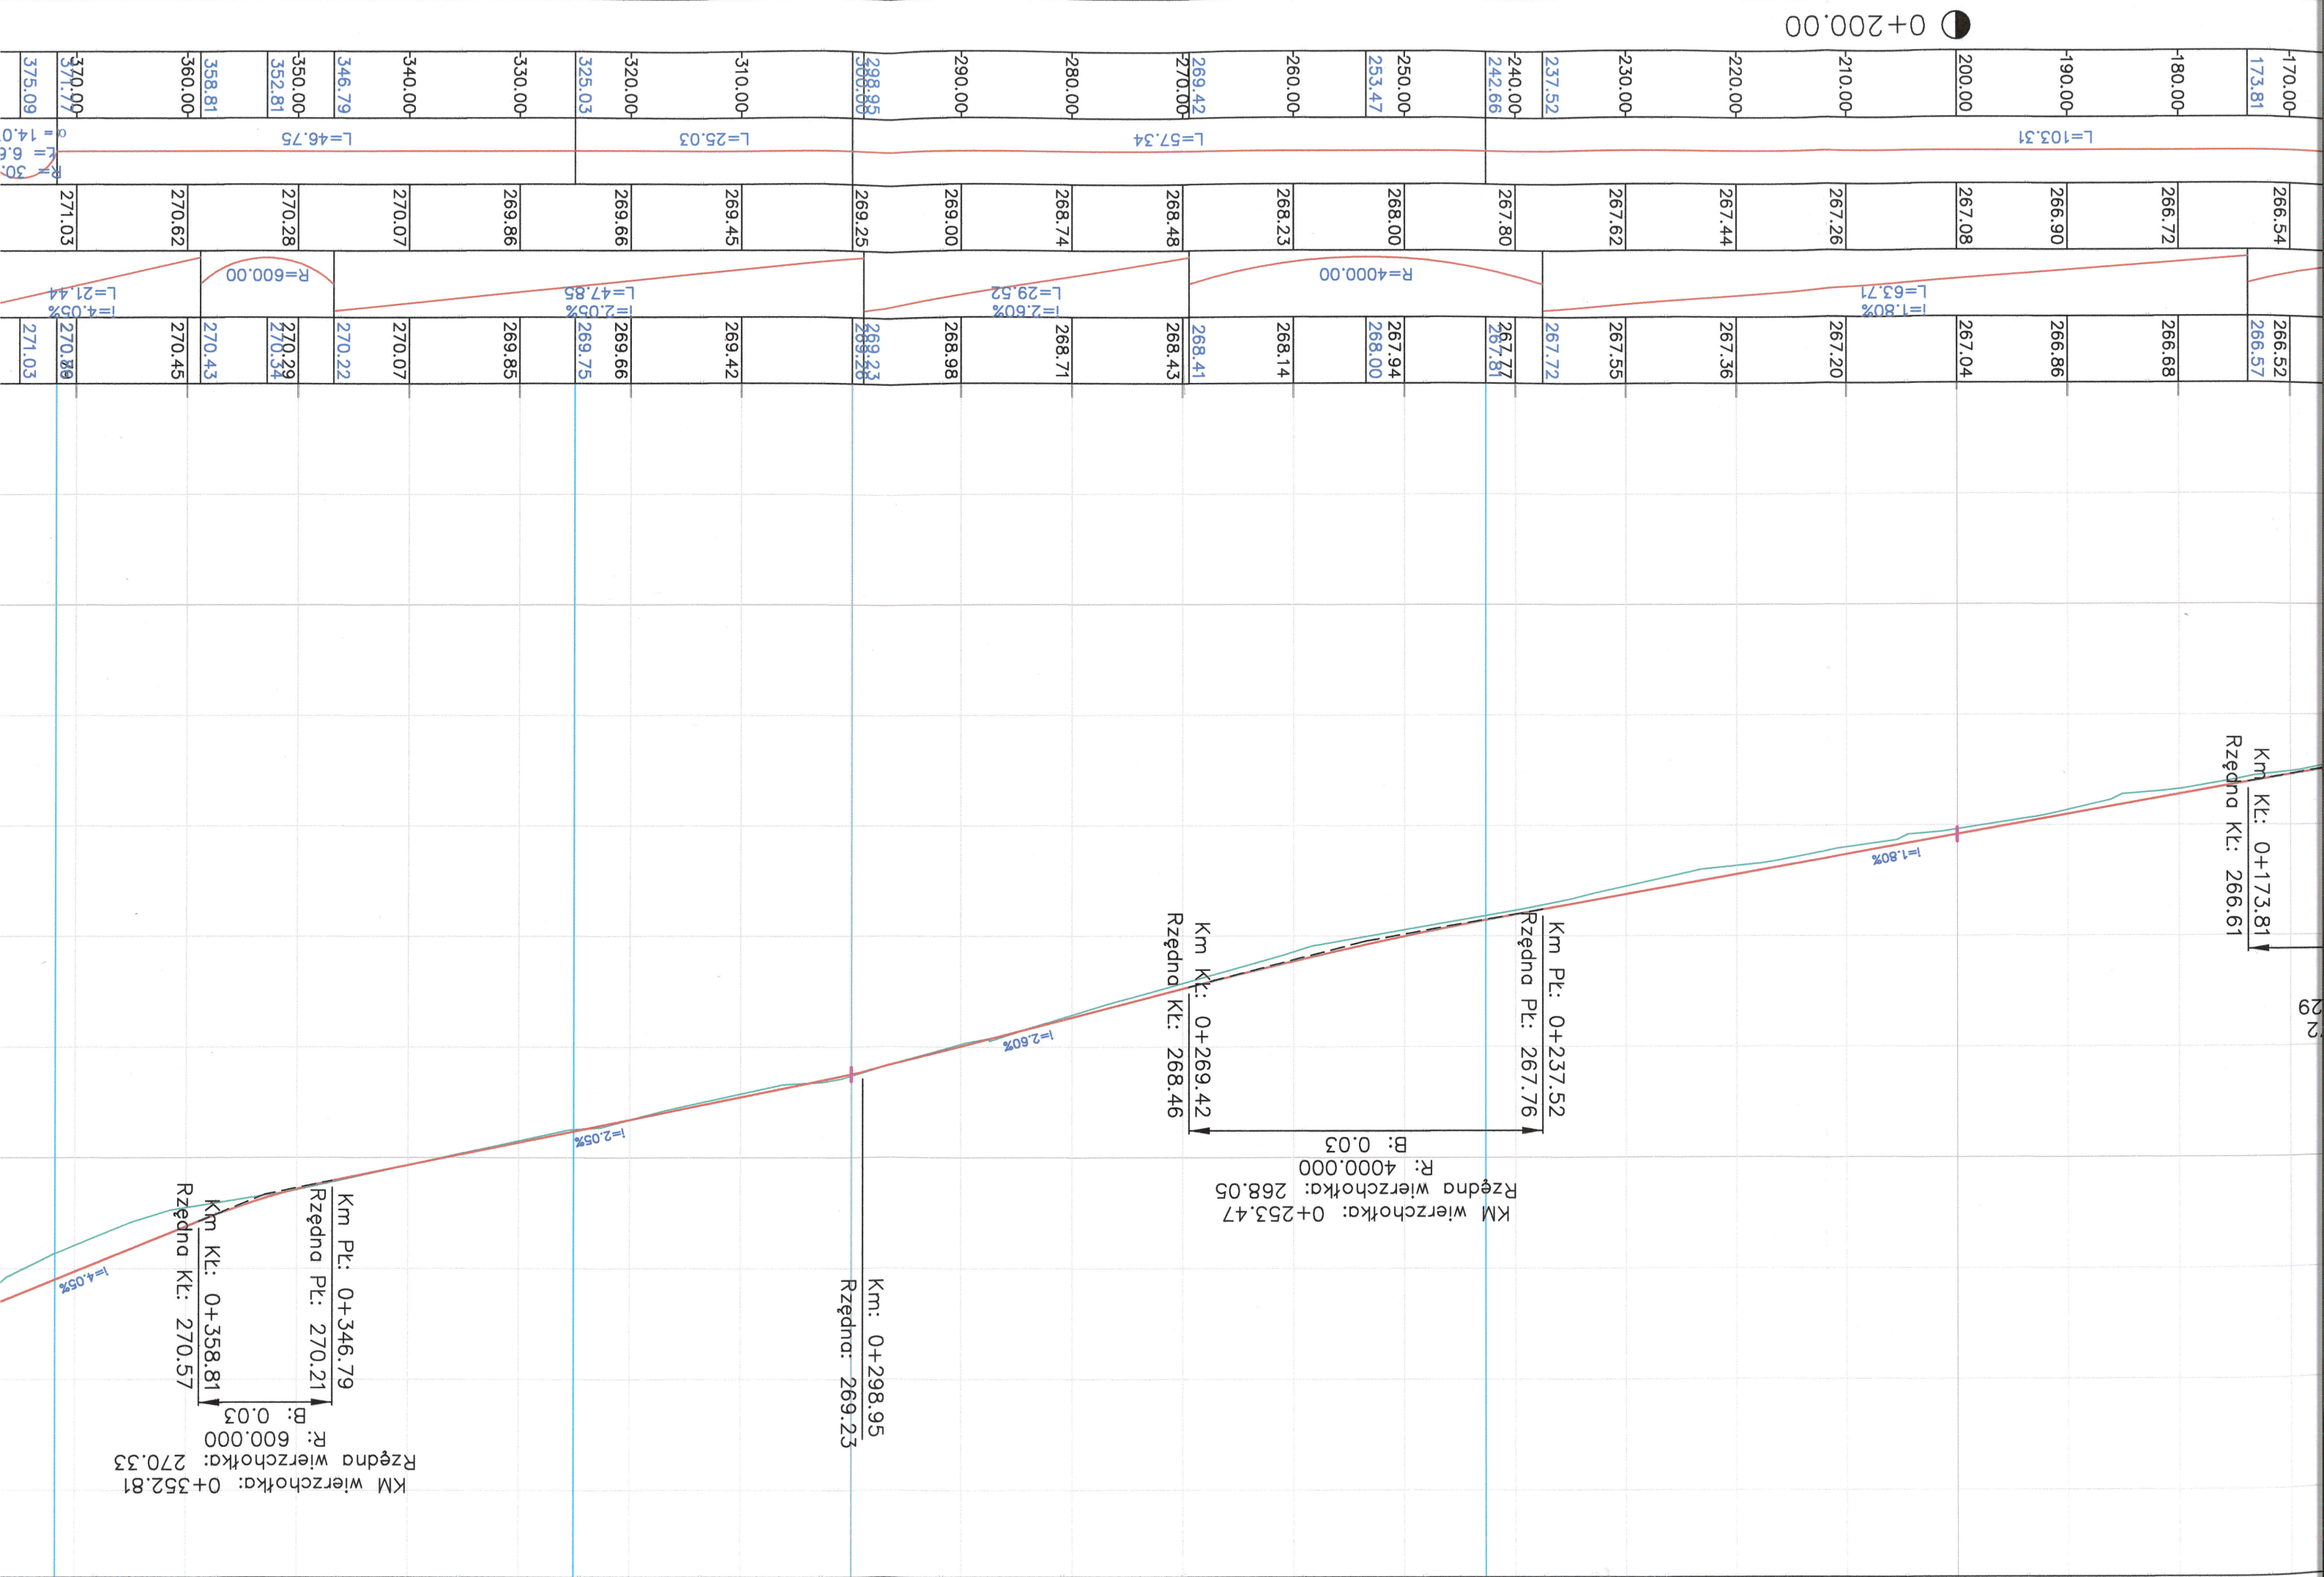 0+200.00
375.09
371.77
370.00
360.00
358.81
352.81
350.00
346.79
340.00
330.00
325.03
320.00
310.00
300.00
298.95
290.00
280.00
270.00
269.42
260.00
253.47
250.00
242.66
240.00
237.52
230.00
220.00
210.00
200.00
190.00
180.00
173.81
170.00
L=46.75
L=25.03
L=57.34
L=103.31
271.03
270.62
270.28
270.07
269.86
269.66
269.45
269.25
269.00
268.74
268.48
268.23
268.00
267.80
267.62
267.44
267.26
267.08
266.90
266.72
266.54
i=4.05%
L=21.44
R=600.00
i=2.05%
L=47.85
i=2.60%
L=29.52
R=4000.00
i=1.80%
L=63.71
271.03
270.45
270.43
270.34
270.29
270.22
270.07
269.85
269.75
269.66
269.42
269.23
268.98
268.71
268.43
268.41
268.14
268.00
267.94
267.81
267.77
267.72
267.55
267.36
267.20
267.04
266.86
266.68
266.57
266.52
Km KŁ: 0+173.81
Rzędna KŁ: 266.61
i=1.80%
Km PŁ: 0+237.52
Rzędna PŁ: 267.76
Km KŁ: 0+269.42
Rzędna KŁ: 268.46
KM wierzchołka: 0+253.47
Rzędna wierzchołka: 268.05
R: 4000.000
B: 0.03
i=2.60%
Km: 0+298.95
Rzędna: 269.23
i=2.05%
Km PŁ: 0+346.79
Rzędna PŁ: 270.21
Km KŁ: 0+358.81
Rzędna KŁ: 270.57
KM wierzchołka: 0+352.81
Rzędna wierzchołka: 270.33
R: 600.000
B: 0.03
i=4.05%